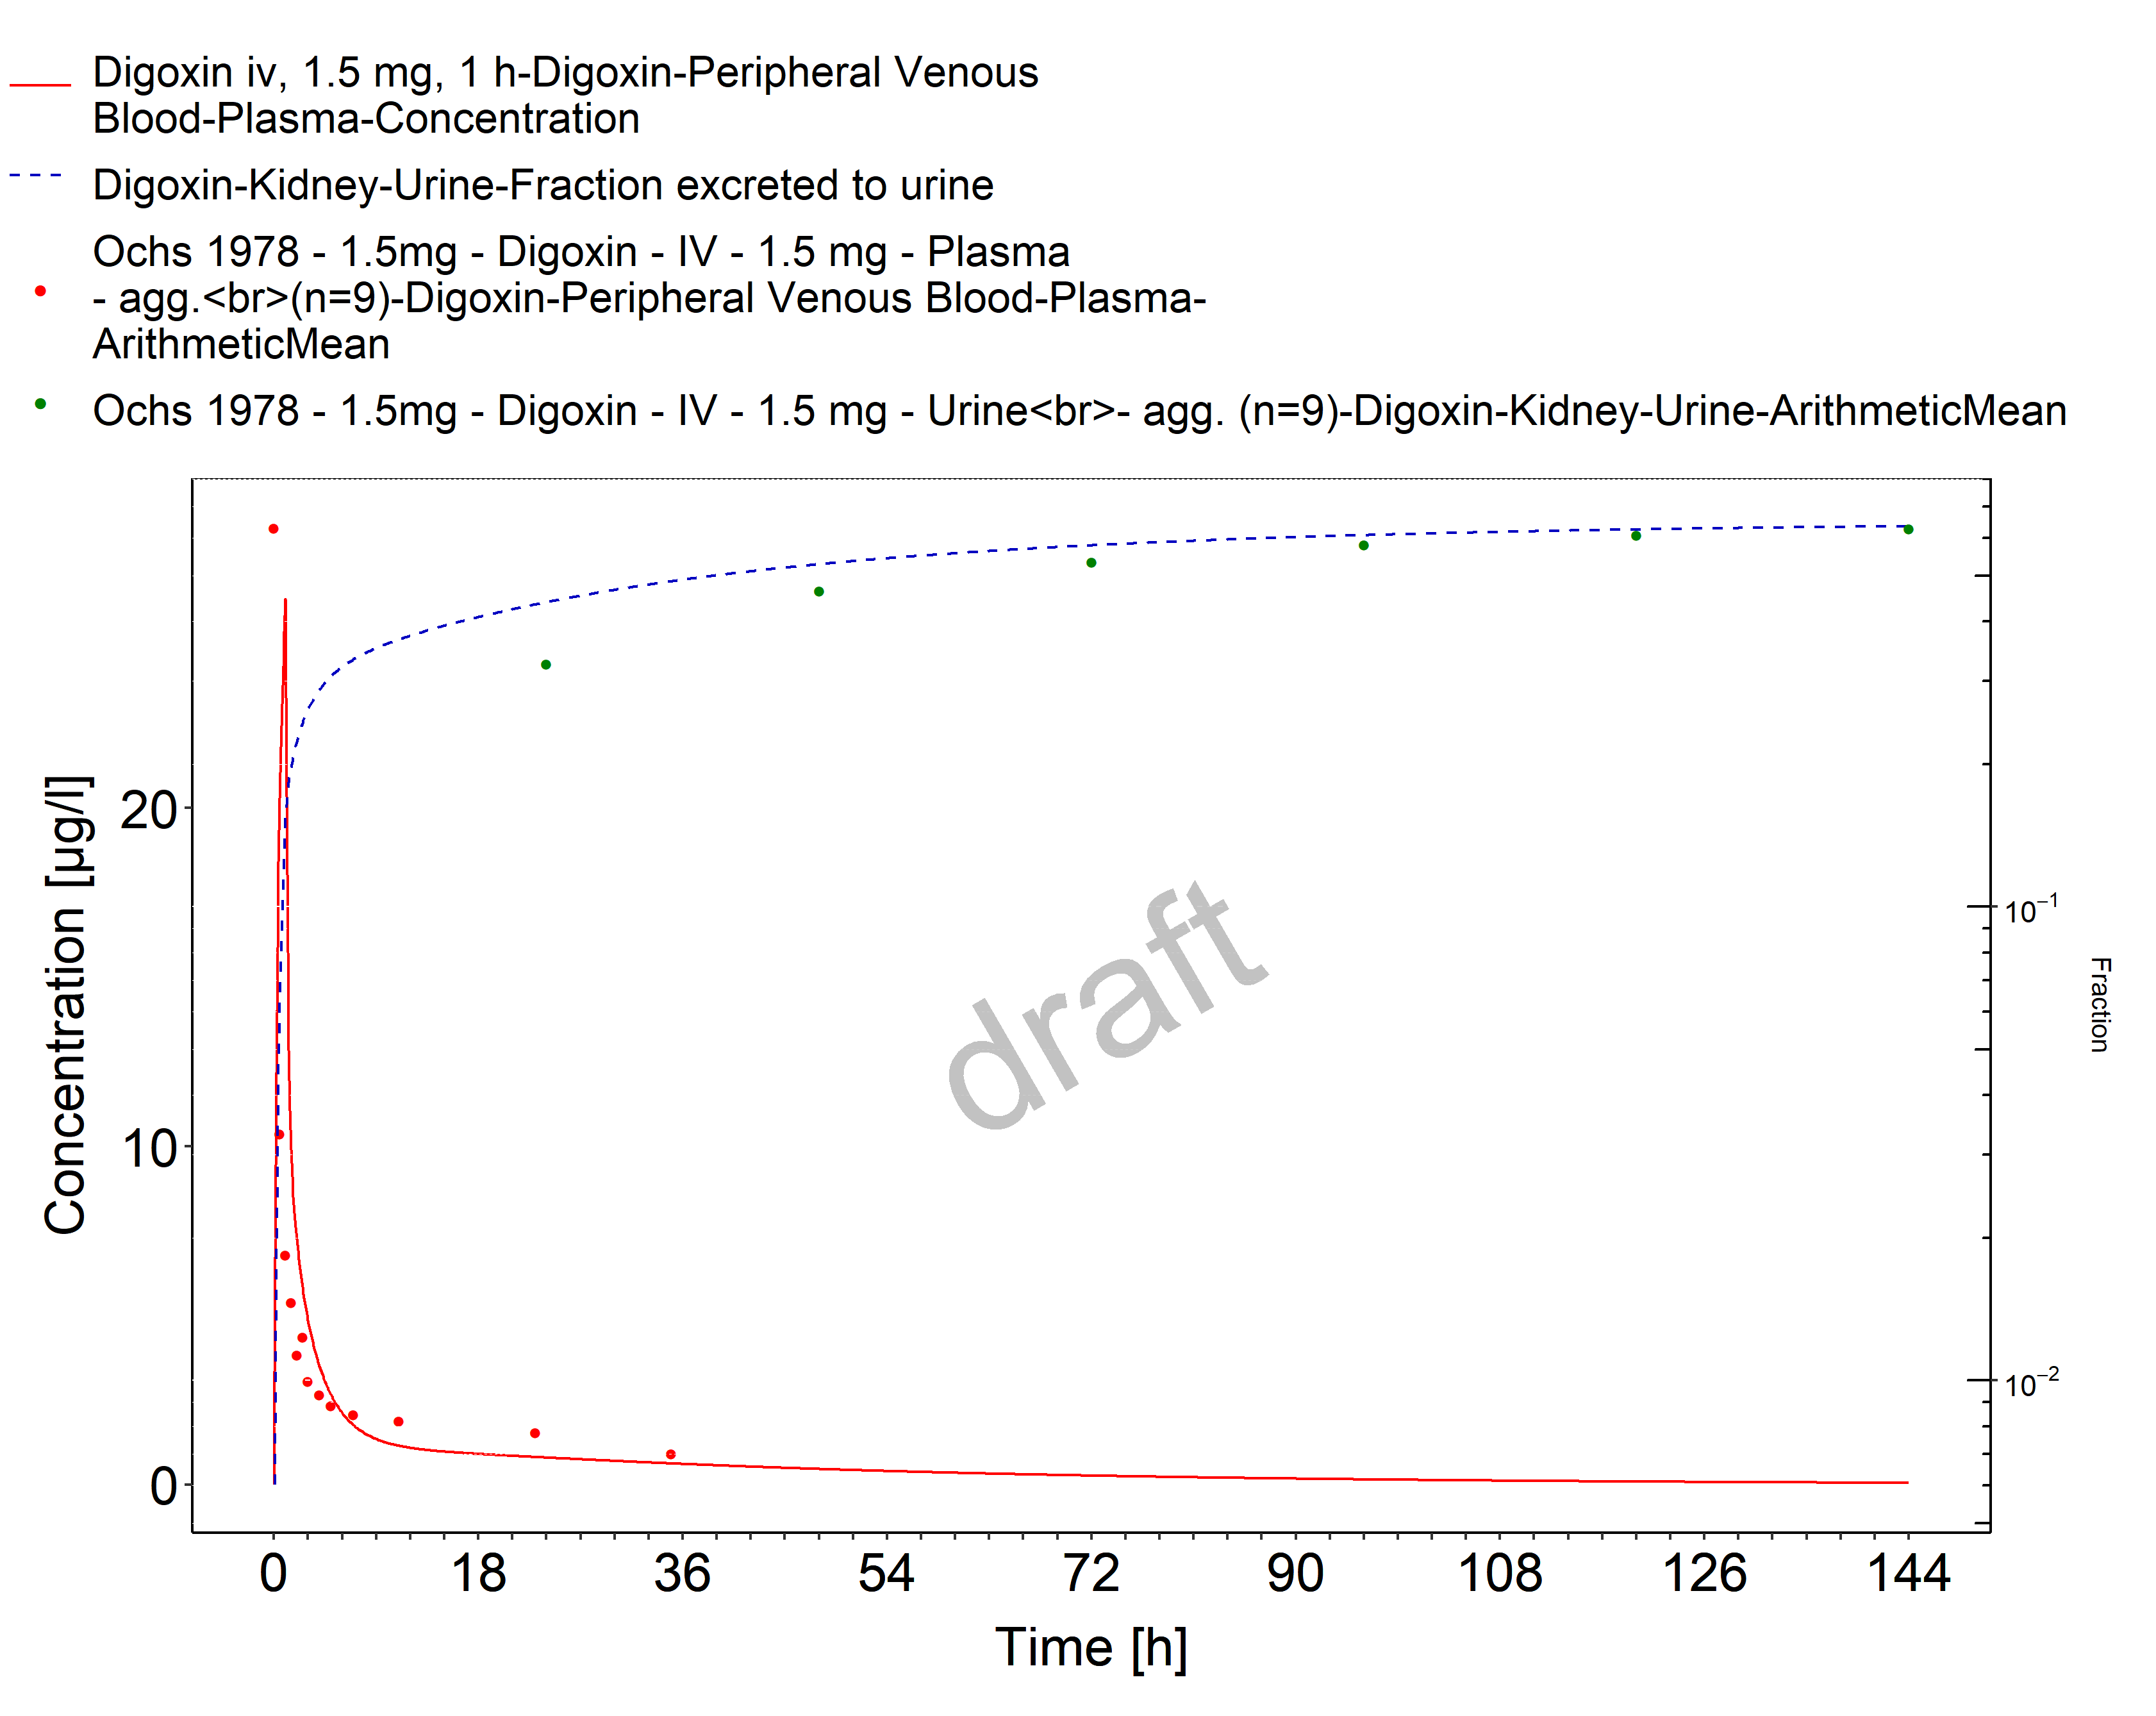 Digoxin iv, 1.5 mg, 1 h-Digoxin-Peripheral Venous
Blood-Plasma-Concentration
Digoxin-Kidney-Urine-Fraction excreted to urine
Ochs 1978 - 1.5mg - Digoxin - IV - 1.5 mg - Plasma
- agg.<br>(n=9)-Digoxin-Peripheral Venous Blood-Plasma-
ArithmeticMean
Ochs 1978 - 1.5mg - Digoxin - IV - 1.5 mg - Urine<br>- agg. (n=9)-Digoxin-Kidney-Urine-ArithmeticMean
Concentration [µg/l]
20
10
0
draft
10⁻¹
10⁻²
Fraction
0 18 36 54 72 90 108 126 144
Time [h]